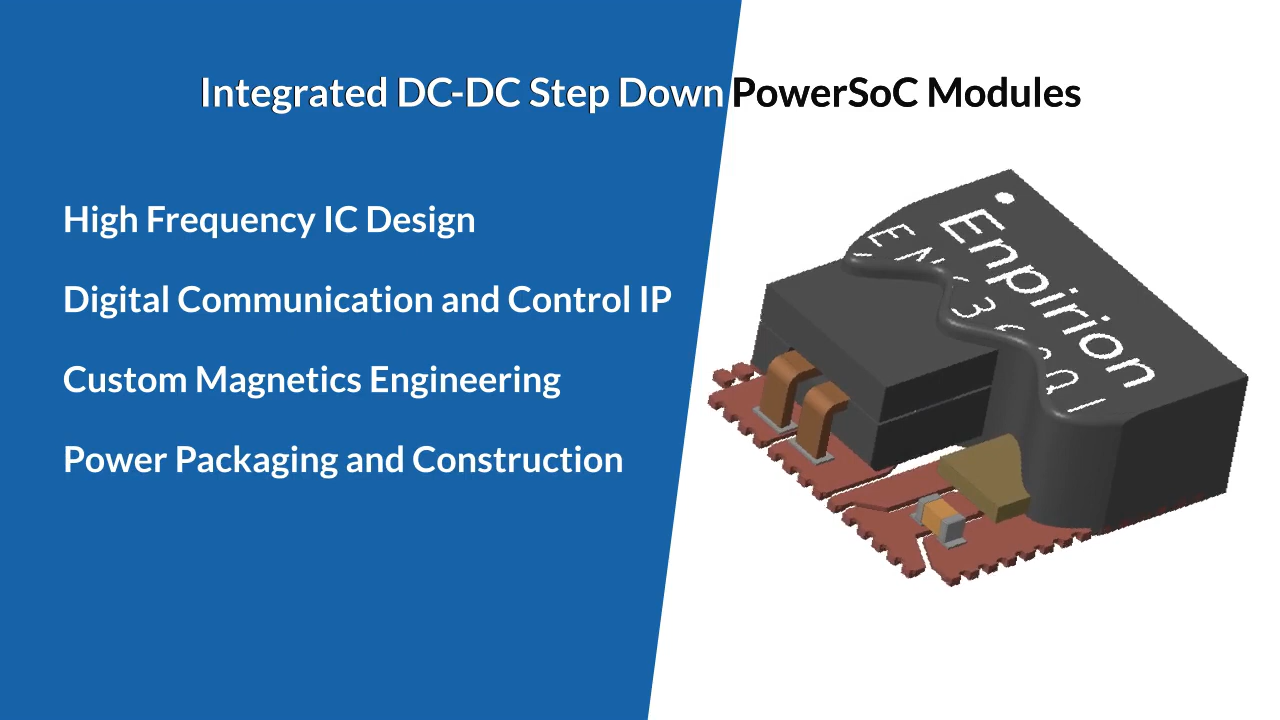 Integrated DC-DC Step Down PowerSoC Modules
High Frequency IC Design
Digital Communication and Control IP
Custom Magnetics Engineering
Power Packaging and Construction
Enpirion